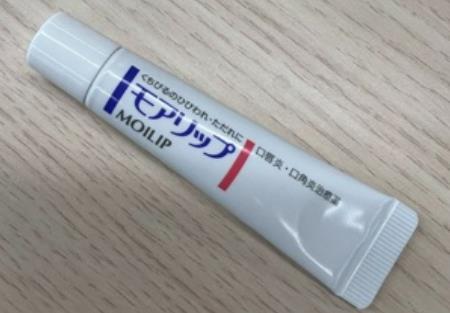 くちびるのひびわれ・ただれに
モアリップ
MOILIP
口唇炎・口角炎治療薬